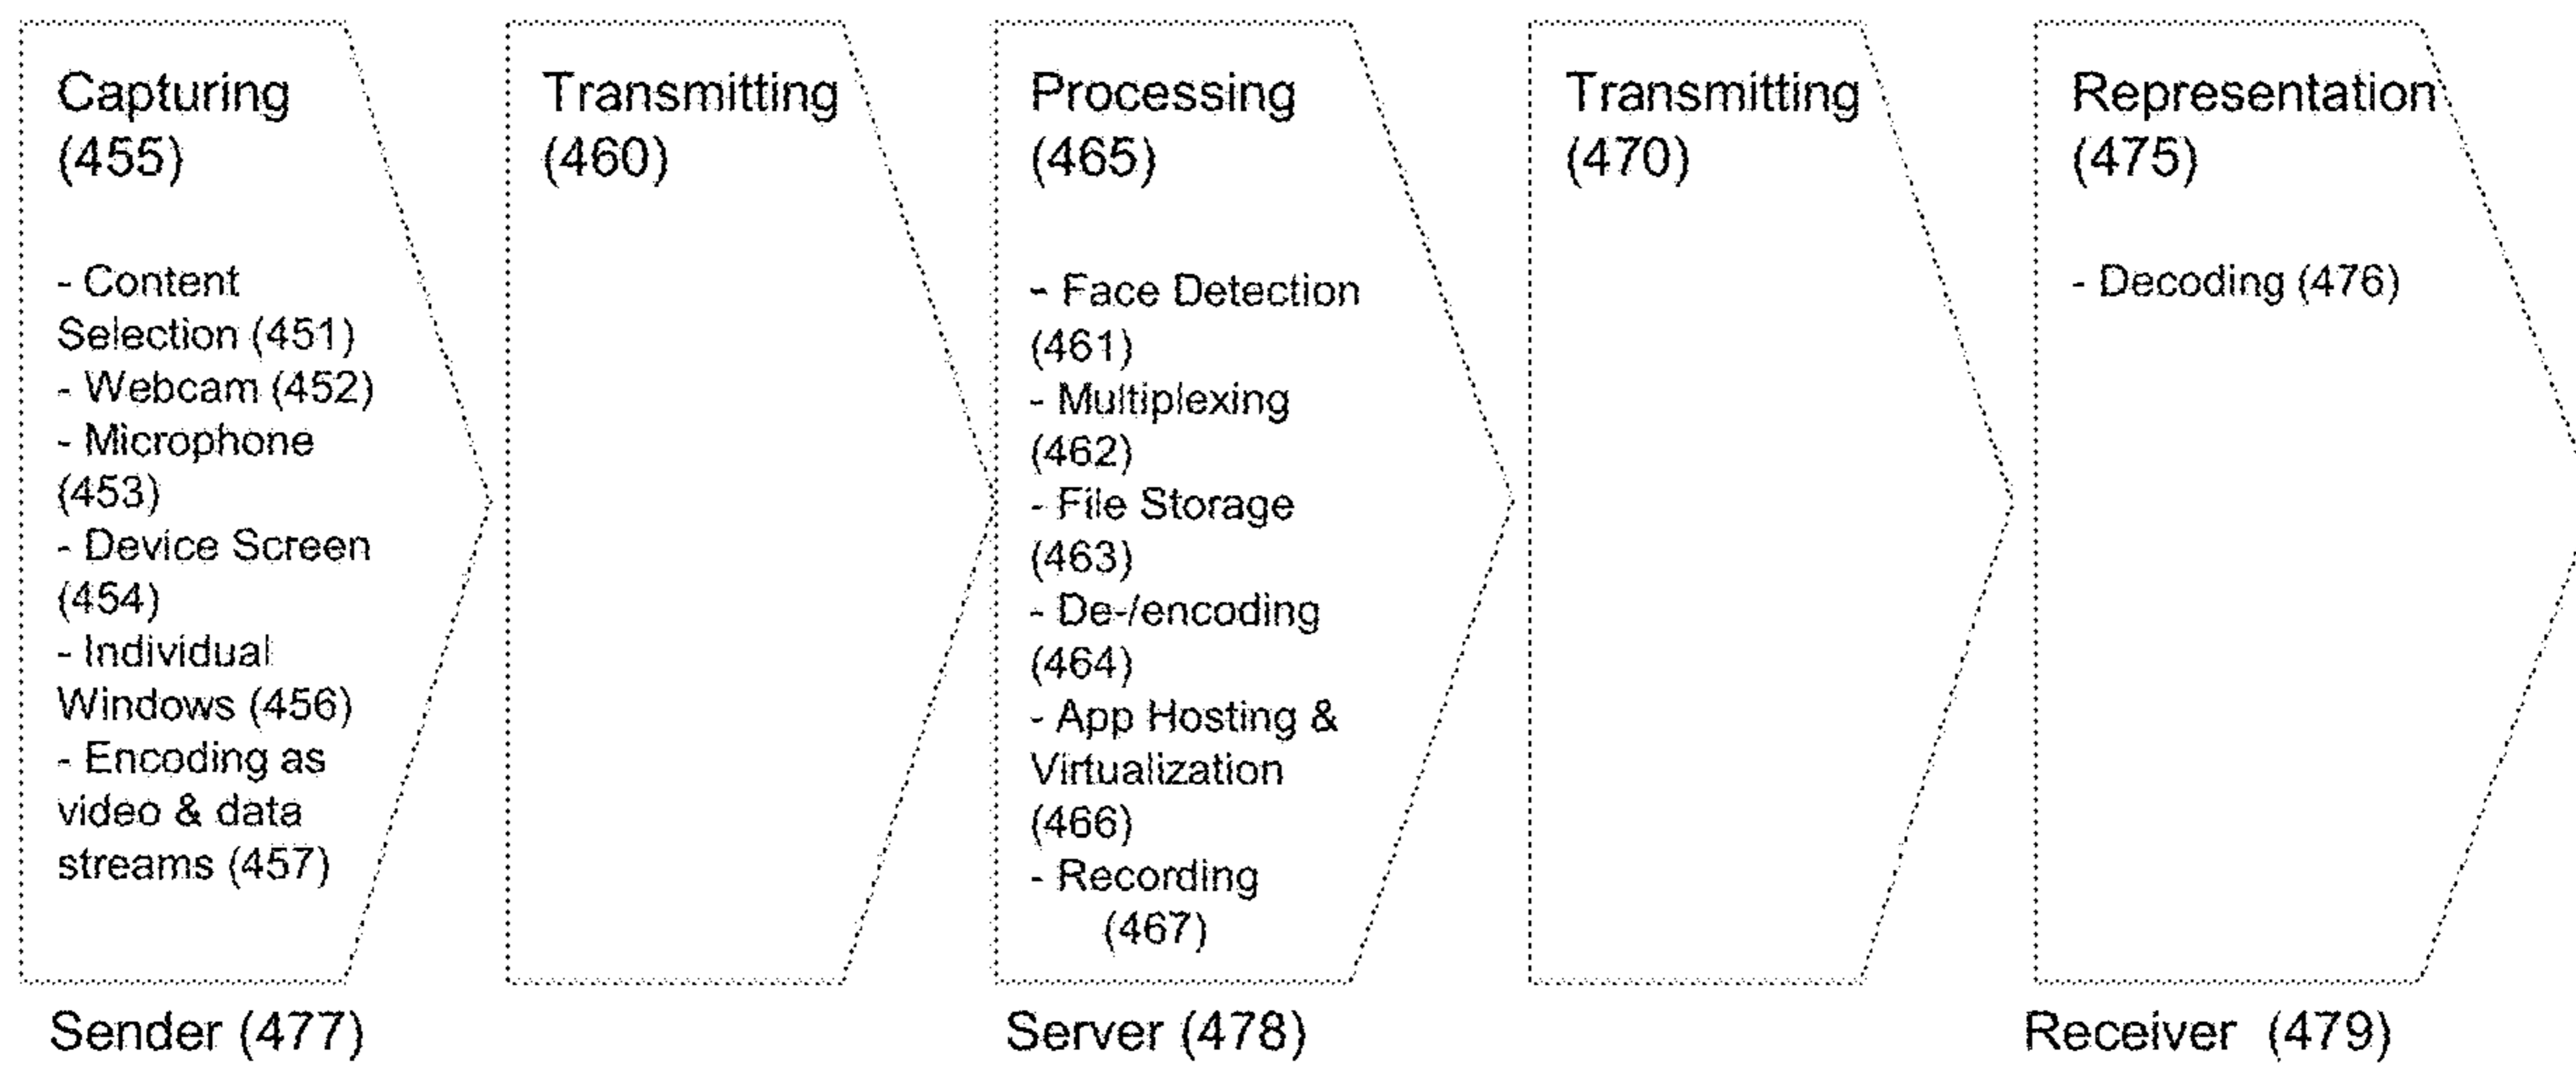 Capturing
(455)
- Content
Selection (451)
- Webcam (452)
- Microphone
(453)
- Device Screen
(454)
- Individual
Windows (456)
- Encoding as
video & data
streams (457)
Sender (477)
Transmitting
(460)
Processing
(465)
- Face Detection
(461)
- Multiplexing
(462)
- File Storage
(463)
- De-/encoding
(464)
- App Hosting &
Virtualization
(466)
- Recording
(467)
Server (478)
Transmitting
(470)
Representation
(475)
- Decoding (476)
Receiver (479)